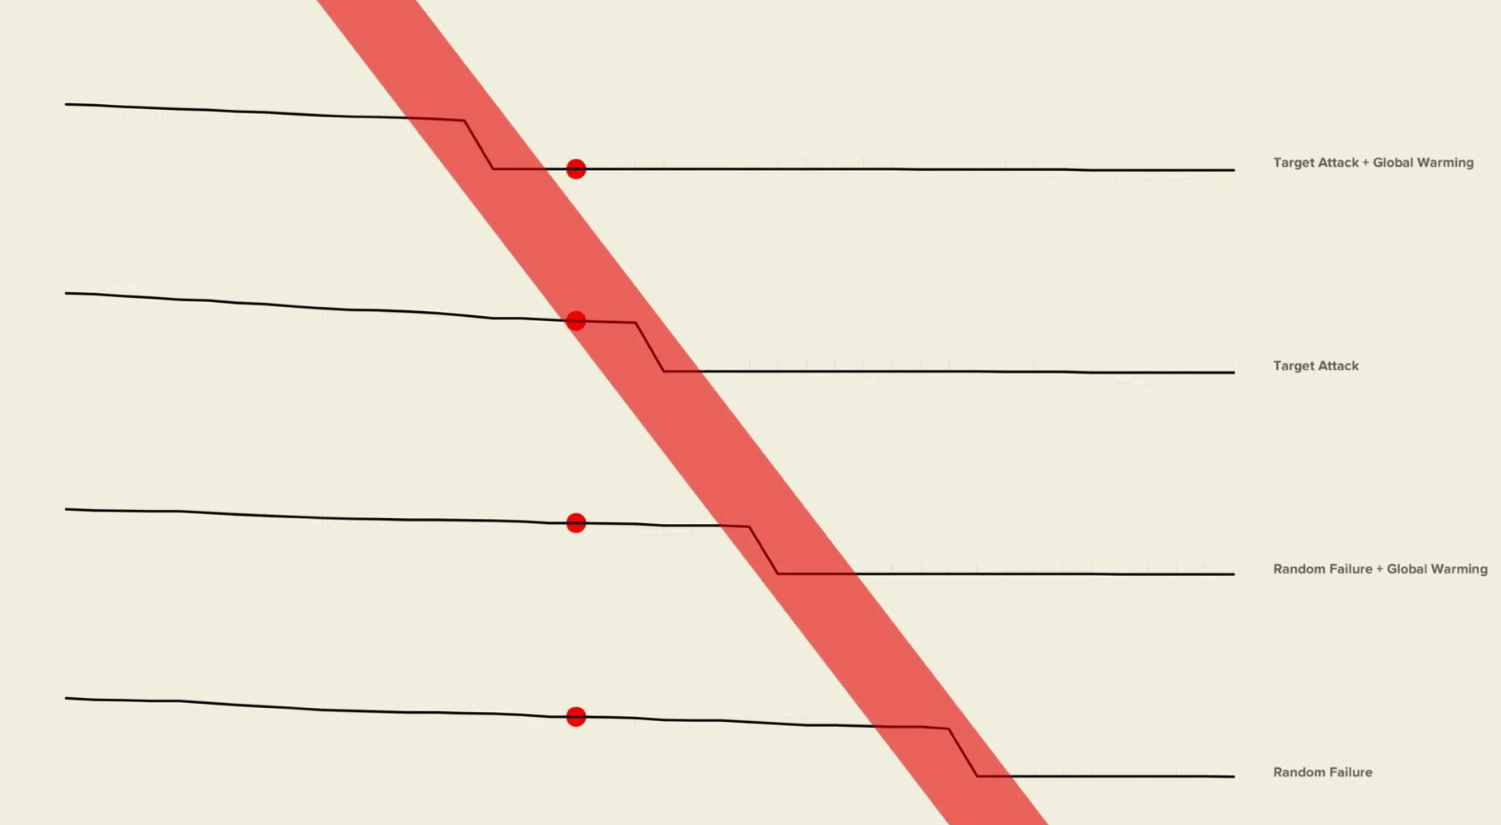 Target Attack + Global Warming
Target Attack
Random Failure + Global Warming
Random Failure